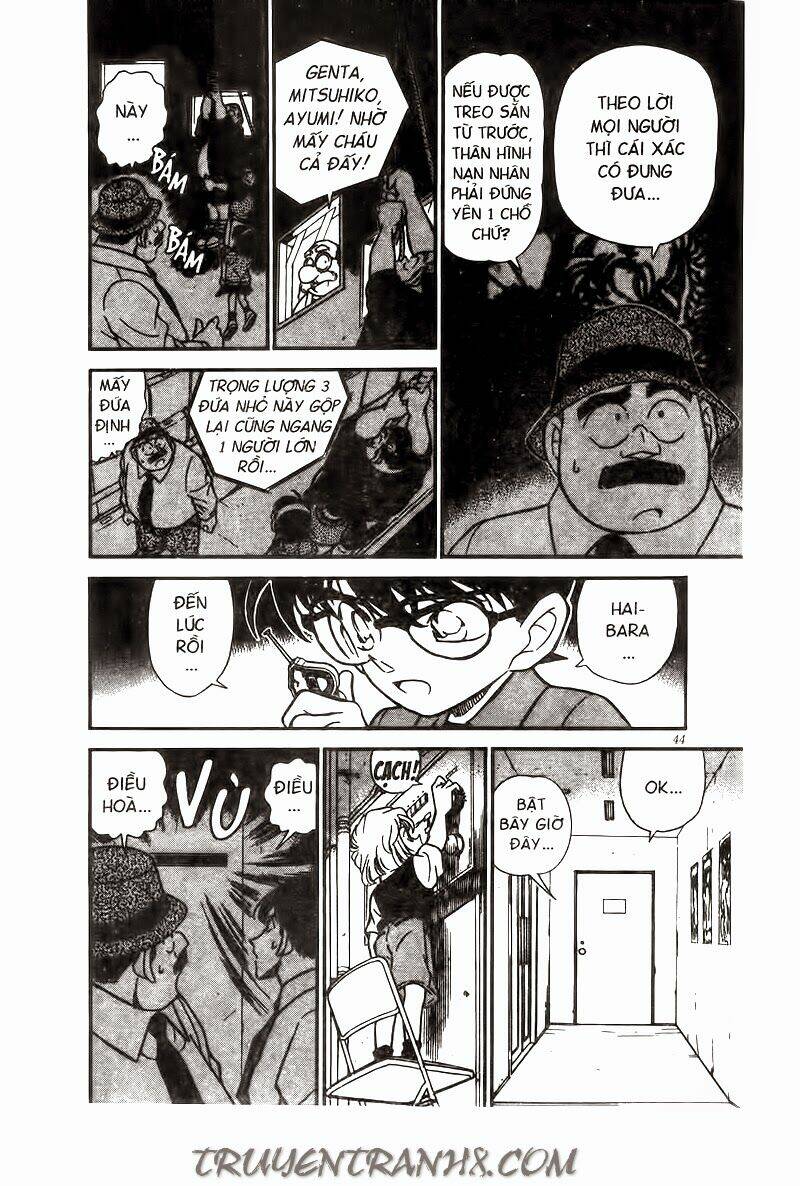 THEO LỜI
MỌI NGƯỜI
THÌ CÁI XÁC
CÓ ĐUNG
ĐƯA...
NẾU ĐƯỢC
TREO SẴN
TỪ TRƯỚC,
THÂN HÌNH
NẠN NHÂN
PHẢI ĐỨNG
YÊN 1 CHỖ
CHỨ?
GENTA,
MITSUHIKO,
AYUMI! NHỜ
MẤY CHÁU
CẢ ĐẤY!
NÀY
...
BÁM
BÁM
TRỌNG LƯỢNG 3
ĐỨA NHỎ NÀY GỘP
LẠI CŨNG NGANG
1 NGƯỜI LỚN
RỒI...
MẤY
ĐỨA
ĐỊNH
...
HAI-
BARA
...
ĐẾN
LÚC
RỒI
...
44
OK...
BẬT
BÂY GIỜ
ĐÂY...
CẠCH!
ĐIỀU
...
VÙ
ĐIỀU
HOÀ...
TRUYENTRANH8.COM